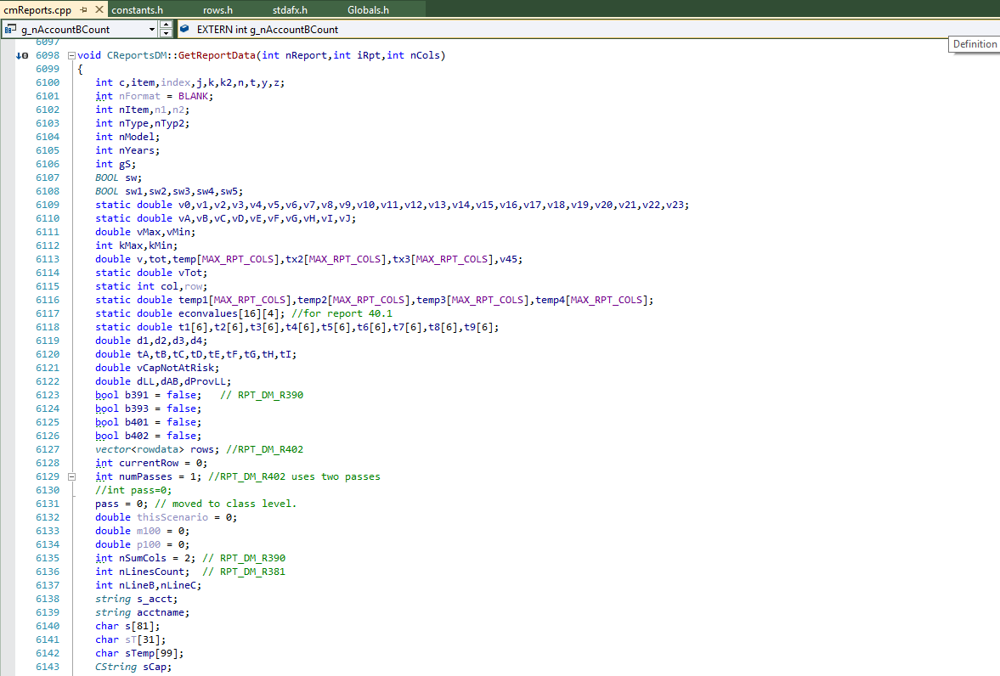 cmReports.cpp constants.h rows.h stdafx.h Globals.h
g_nAccountBCount EXTERN int g_nAccountBCount
Definition
6097
6098 void CReportsDM::GetReportData(int nReport,int iRpt,int nCols)
6099 {
6100 int c,item,index,j,k,k2,n,t,y,z;
6101 int nFormat = BLANK;
6102 int nItem,n1,n2;
6103 int nType,nTyp2;
6104 int nModel;
6105 int nYears;
6106 int gS;
6107 BOOL sw;
6108 BOOL sw1,sw2,sw3,sw4,sw5;
6109 static double v0,v1,v2,v3,v4,v5,v6,v7,v8,v9,v10,v11,v12,v13,v14,v15,v16,v17,v18,v19,v20,v21,v22,v23;
6110 static double vA,vB,vC,vD,vE,vF,vG,vH,vI,vJ;
6111 double vMax,vMin;
6112 int kMax,kMin;
6113 double v,tot,temp[MAX_RPT_COLS],tx2[MAX_RPT_COLS],tx3[MAX_RPT_COLS],v45;
6114 static double vTot;
6115 static int col,row;
6116 static double temp1[MAX_RPT_COLS],temp2[MAX_RPT_COLS],temp3[MAX_RPT_COLS],temp4[MAX_RPT_COLS];
6117 static double econvalues[16][4]; //for report 40.1
6118 static double t1[6],t2[6],t3[6],t4[6],t5[6],t6[6],t7[6],t8[6],t9[6];
6119 double d1,d2,d3,d4;
6120 double tA,tB,tC,tD,tE,tF,tG,tH,tI;
6121 double vCapNotAtRisk;
6122 double dLL,dAB,dProvLL;
6123 bool b391 = false; // RPT_DM_R390
6124 bool b393 = false;
6125 bool b401 = false;
6126 bool b402 = false;
6127 vector<rowdata> rows; //RPT_DM_R402
6128 int currentRow = 0;
6129 int numPasses = 1; //RPT_DM_R402 uses two passes
6130 //int pass=0;
6131 pass = 0; // moved to class level.
6132 double thisScenario = 0;
6133 double m100 = 0;
6134 double p100 = 0;
6135 int nSumCols = 2; // RPT_DM_R390
6136 int nLinesCount; // RPT_DM_R381
6137 int nLineB,nLineC;
6138 string s_acct;
6139 string acctname;
6140 char s[81];
6141 char sT[31];
6142 char sTemp[99];
6143 CString sCap;